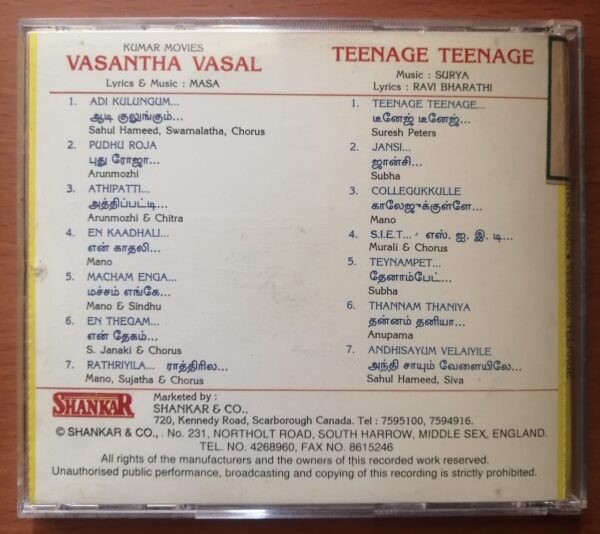 KUMAR MOVIES
VASANTHA VASAL
Lyrics & Music : MASA
1. ADI KULUNGUM...
ஆடி குலுங்கும்...
Sahul Hameed, Swarnalatha, Chorus
2. PUDHU ROJA
புது ரோஜா...
Arunmozhi
3. ATHIPATTI...
அத்திப்பட்டி...
Arunmozhi & Chitra
4. EN KAADHALI...
என் காதலி...
Mano
5. MACHAM ENGA...
மச்சம் எங்கே...
Mano & Sindhu
6. EN THEGAM...
என் தேகம்...
S. Janaki & Chorus
7. RATHRIYILA... ராத்திரில...
Mano, Sujatha & Chorus
TEENAGE TEENAGE
Music : SURYA
Lyrics : RAVI BHARATHI
1. TEENAGE TEENAGE...
டீனேஜ் டீனேஜ்...
Suresh Peters
2. JANSI...
ஜான்சி...
Subha
3. COLLEGUKKULLE
காலேஜுக்குள்ளே...
Mano
4. S.I.E.T... எஸ். ஐ. இ. டி...
Murali & Chorus
5. TEYNAMPET...
தேனாம்பேட்...
Subha
6. THANNAM THANIYA
தன்னம் தனியா...
Anupama
7. ANDHISAYUM VELAIYILE
அந்தி சாயும் வேளையிலே...
Sahul Hameed, Siva
SHANKAR
Marketed by :
SHANKAR & CO.,
720, Kennedy Road, Scarborough Canada. Tel : 7595100, 7594916.
© SHANKAR & CO., . No. 231, NORTHOLT ROAD, SOUTH HARROW, MIDDLE SEX, ENGLAND.
TEL. NO. 4268960, FAX NO. 8615246
All rights of the manufacturers and the owners of this recorded work reserved.
Unauthorised public performance, broadcasting and copying of this recording is strictly prohibited.